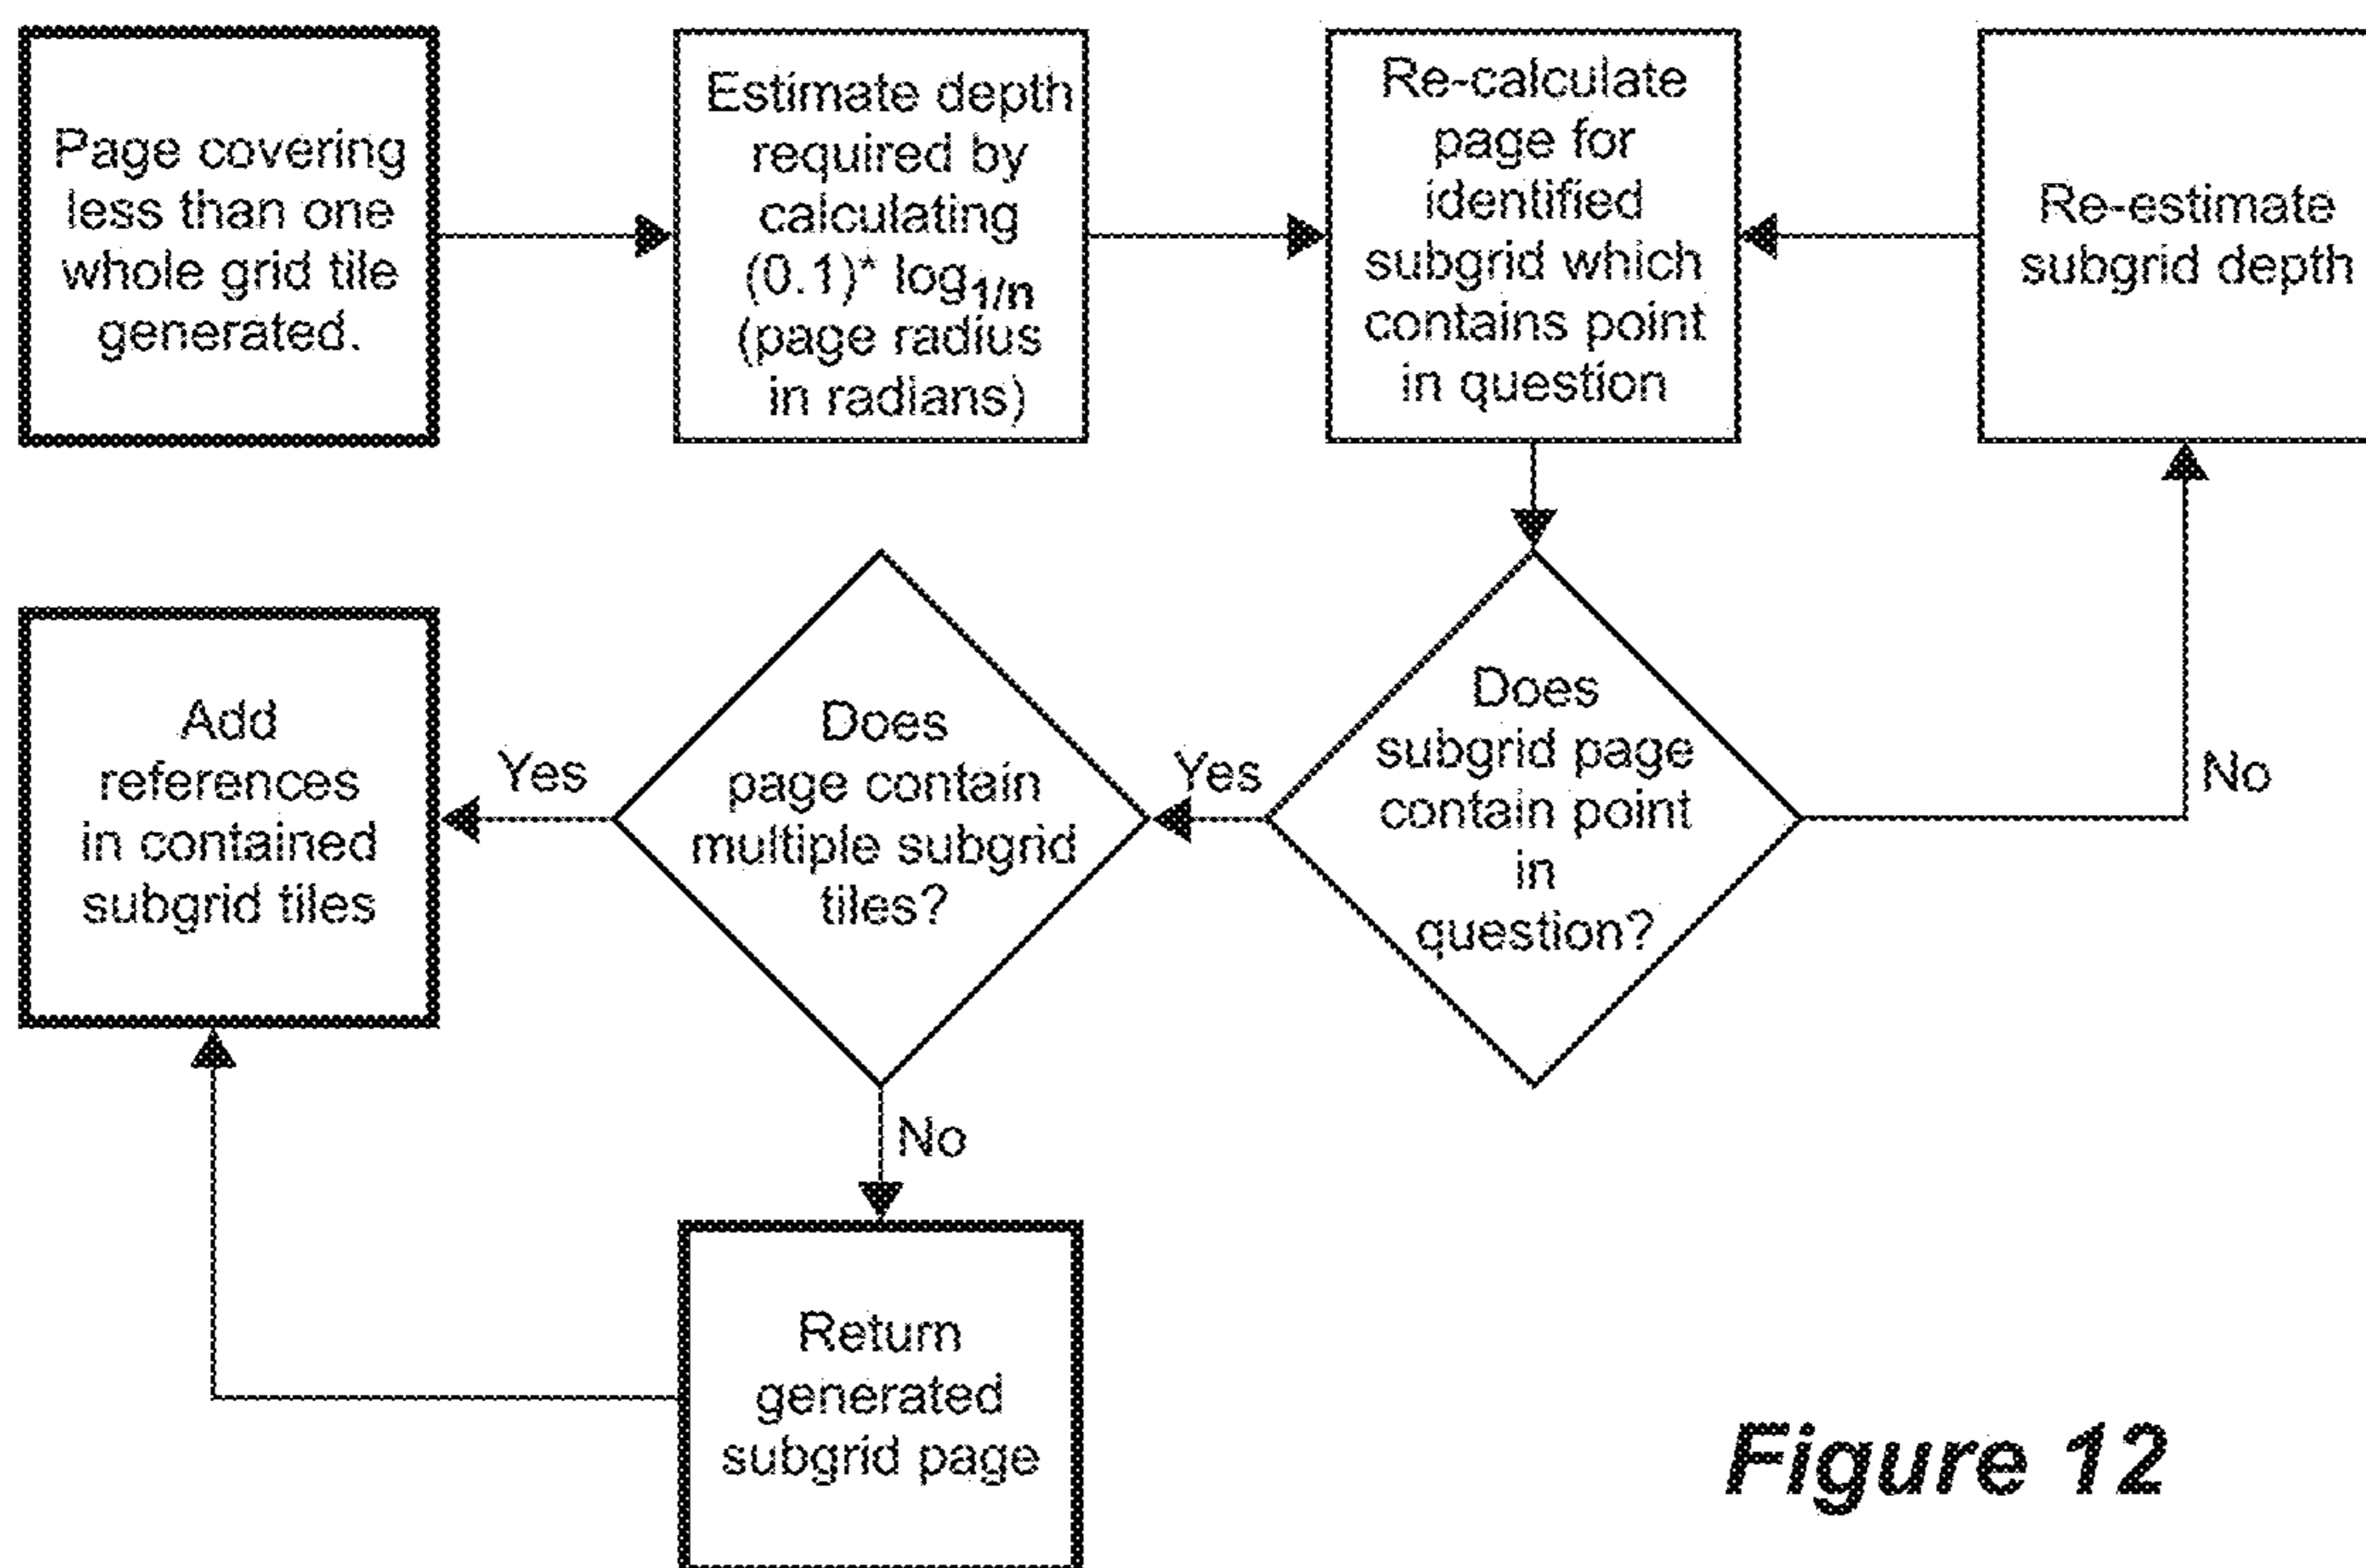 Page covering
less than one
whole grid tile
generated.
Estimate depth
required by
calculating
(0.1)* log1/n
(page radius
in radians)
Re-calculate
page for
identified
subgrid which
contains point
in question
Re-estimate
subgrid depth
Add
references
in contained
subgrid tiles
Yes
Does
page contain
multiple subgrid
tiles?
Yes
Does
subgrid page
contain point
in
question?
No
No
Return
generated
subgrid page
Figure 12